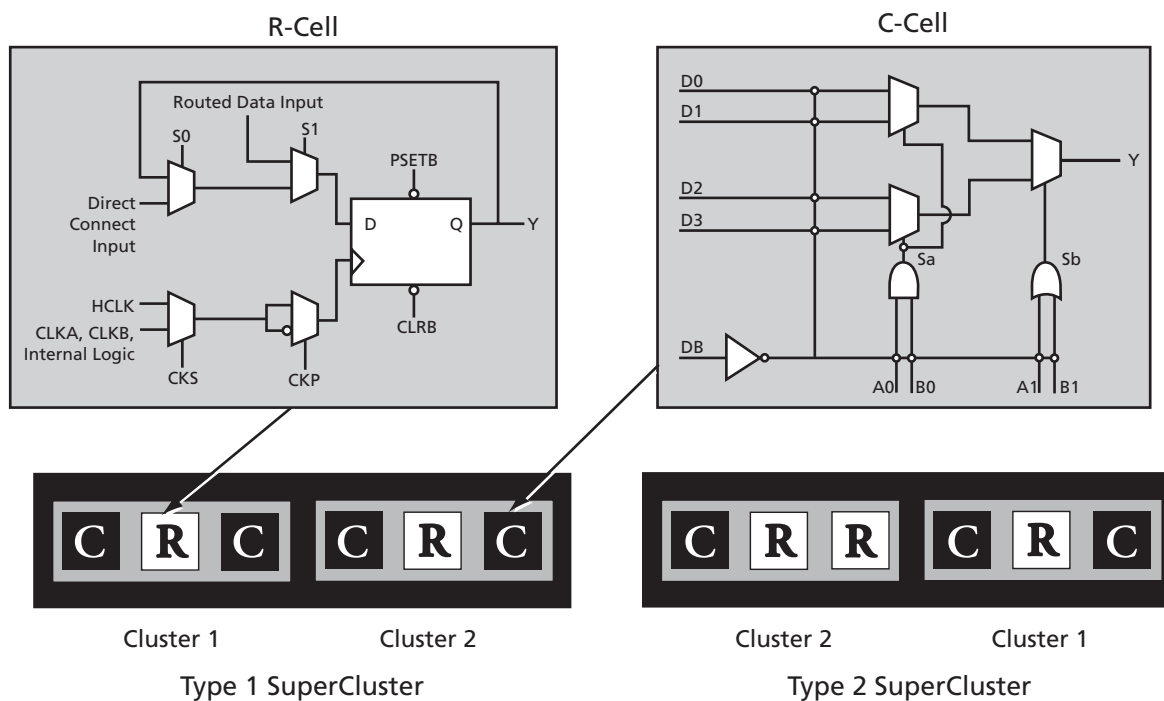 R-Cell
Routed Data Input
S0
S1
PSETB
Direct
Connect
Input
D
Q
Y
HCLK
CLKA, CLKB,
Internal Logic
CLRB
CKS
CKP
C-Cell
D0
D1
D2
D3
Sa
Sb
Y
DB
A0
B0
A1
B1
C
R
C
C
R
C
Cluster 1
Cluster 2
Type 1 SuperCluster
C
R
R
C
R
C
Cluster 2
Cluster 1
Type 2 SuperCluster